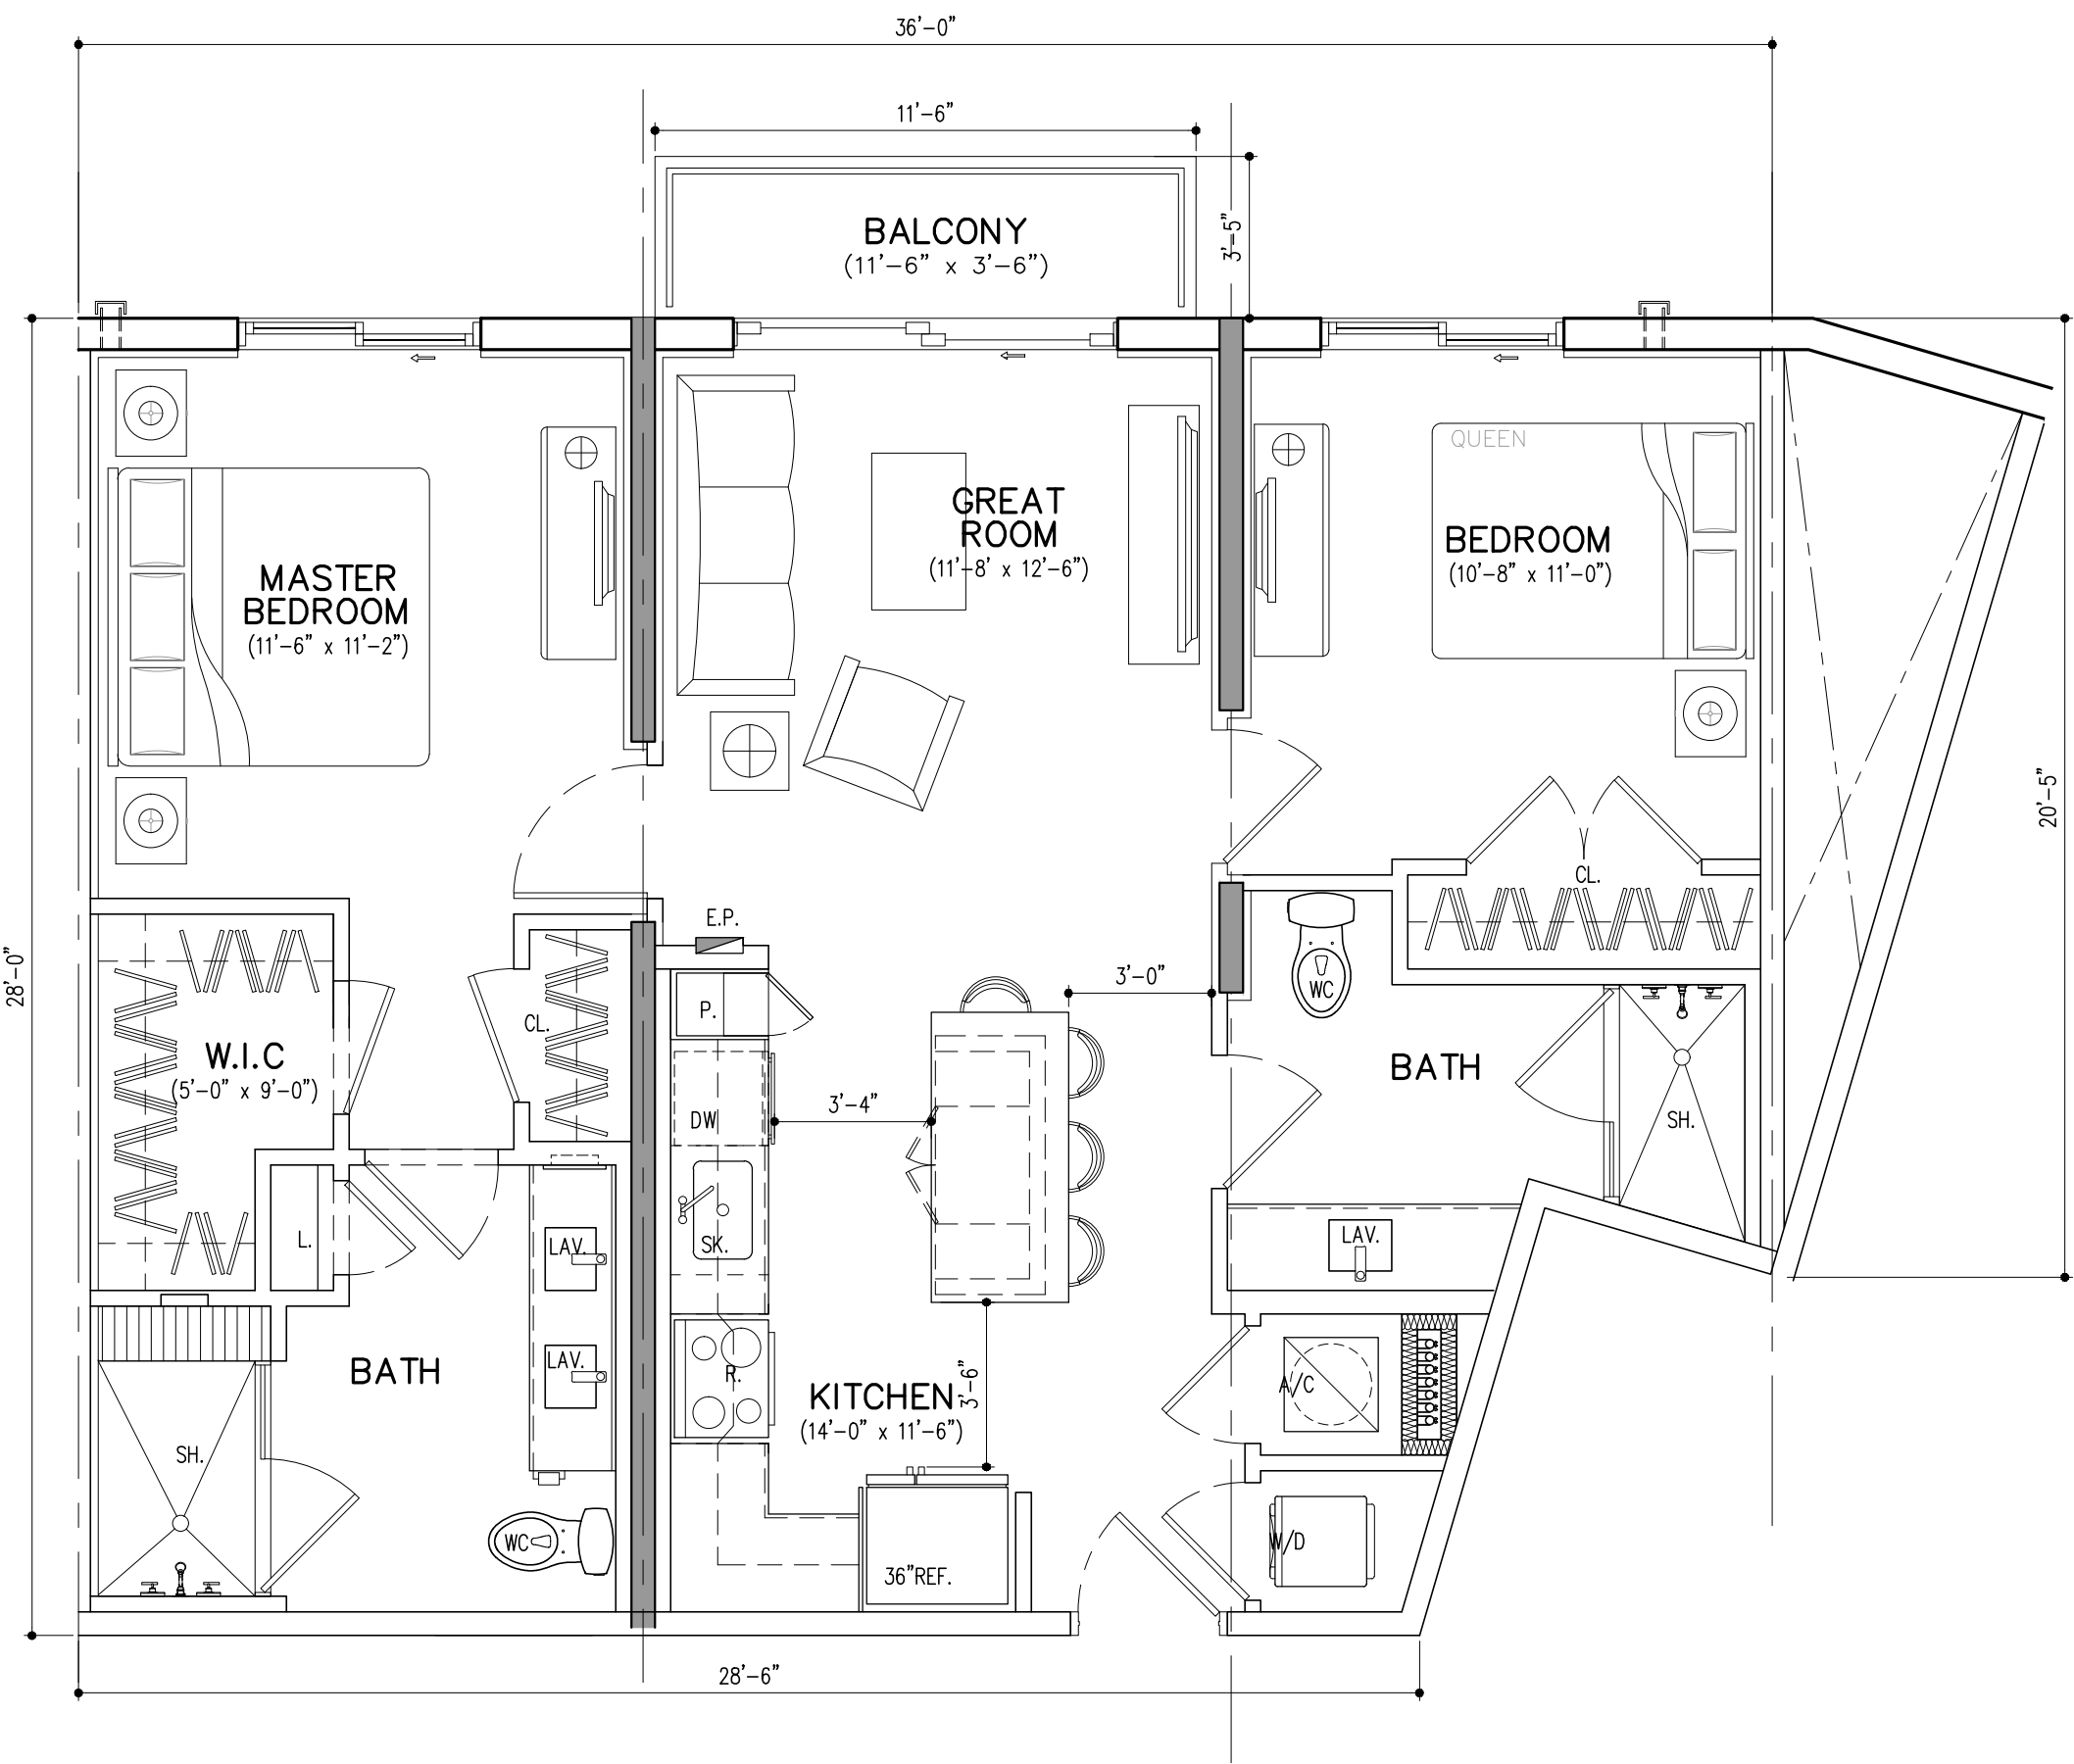 36'-0"
11'-6"
3'-5"
BALCONY
(11'-6" x 3'-6")
QUEEN
GREAT
ROOM
(11'-8' x 12'-6")
BEDROOM
(10'-8" x 11'-0")
MASTER
BEDROOM
(11'-6" x 11'-2")
20'-5"
CL.
E.P.
28'-0"
3'-0"
WC
P.
CL.
W.I.C
(5'-0" x 9'-0")
BATH
DW
3'-4"
SH.
L.
LAV.
SK.
LAV.
BATH
LAV.
R.
KITCHEN
(14'-0" x 11'-6")
3'-6"
A/C
SH.
WC
36"REF.
W/D
28'-6"